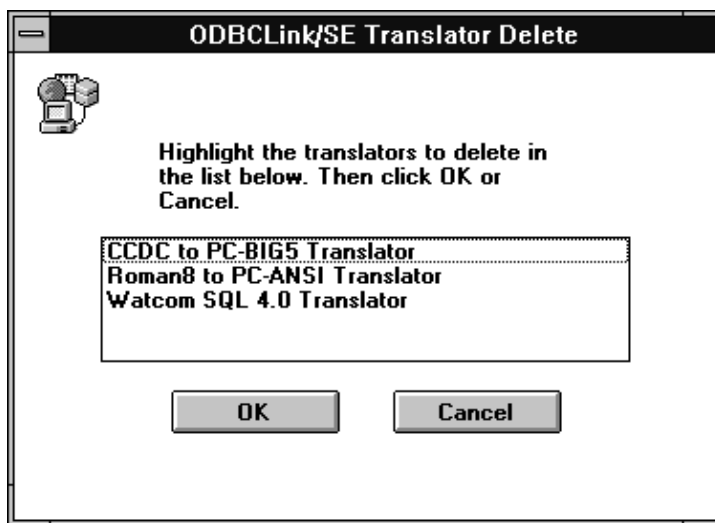 ODBCLink/SE Translator Delete
Highlight the translators to delete in
the list below. Then click OK or
Cancel.
CCDC to PC-BIG5 Translator
Roman8 to PC-ANSI Translator
Watcom SQL 4.0 Translator
OK
Cancel